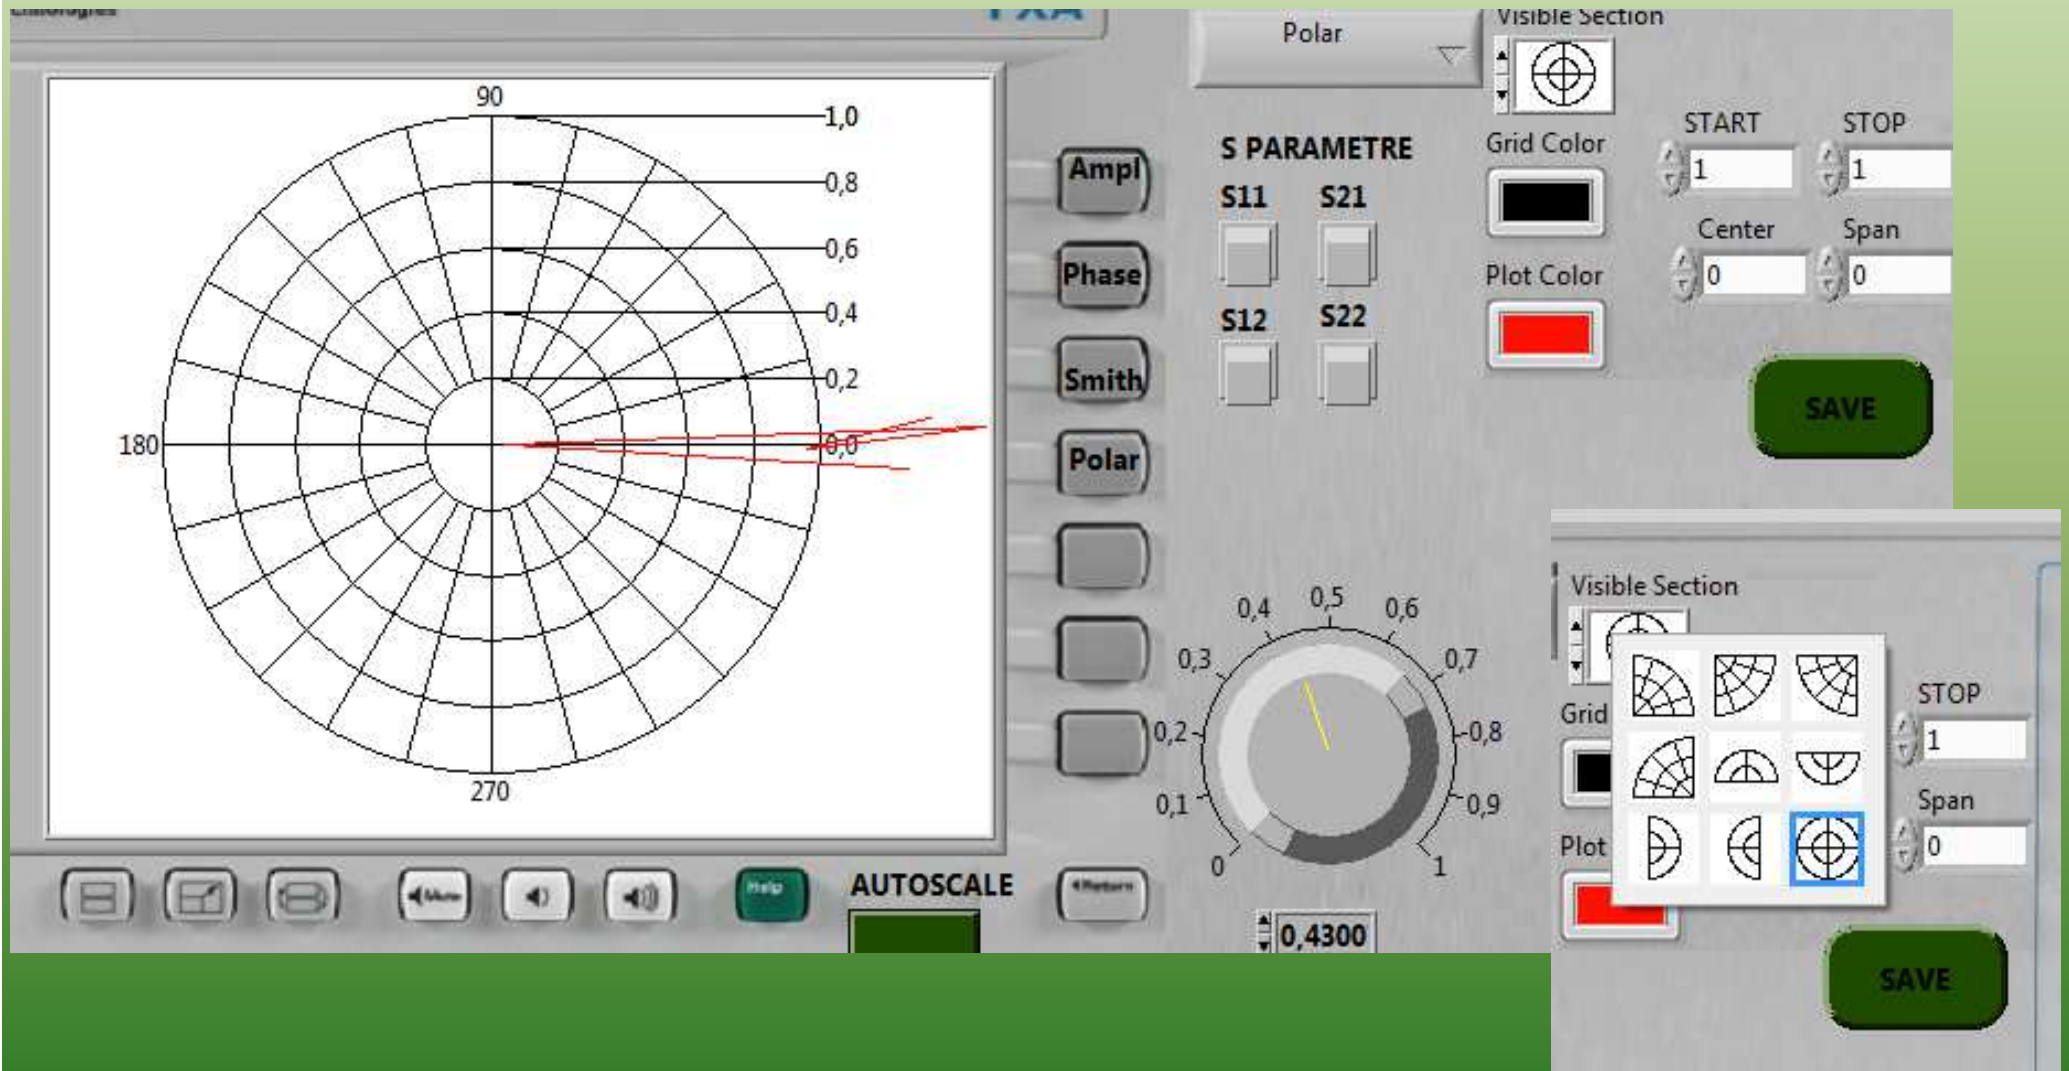 Polar
Visible Section
90
1,0
0,8
0,6
0,4
0,2
0,0
180
270
Ampl
Phase
Smith
Polar
S PARAMETRE
S11 S21
S12 S22
Grid Color
Plot Color
START STOP
1 1
Center Span
0 0
SAVE
0 0,1 0,2 0,3 0,4 0,5 0,6 0,7 0,8 0,9 1
0,4300
Mute
Help
AUTOSCALE
Return
Visible Section
Grid
Plot
STOP
1
Span
0
SAVE